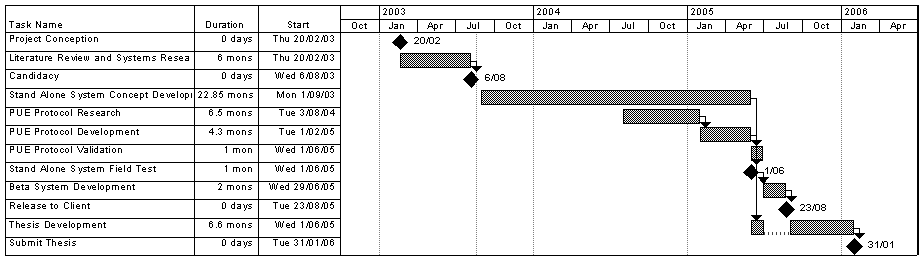 2003 2004 2005 2006
Task Name Duration Start Oct Jan Apr Jul Oct Jan Apr Jul Oct Jan Apr Jul Oct Jan Apr
Project Conception 0 days Thu 20/02/03 20/02
Literature Review and Systems Resea 6 mons Thu 20/02/03
Candidacy 0 days Wed 6/08/03 6/08
Stand Alone System Concept Develop 22.85 mons Mon 1/09/03
PUE Protocol Research 6.5 mons Tue 3/08/04
PUE Protocol Development 4.3 mons Tue 1/02/05
PUE Protocol Validation 1 mon Wed 1/06/05
Stand Alone System Field Test 1 mon Wed 1/06/05 1/06
Beta System Development 2 mons Wed 29/06/05
Release to Client 0 days Tue 23/08/05 23/08
Thesis Development 6.6 mons Wed 1/06/05
Submit Thesis 0 days Tue 31/01/06 31/01